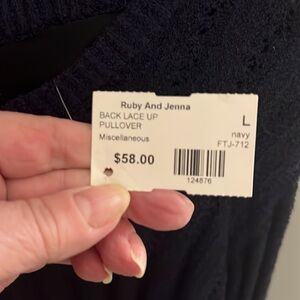 Ruby And Jenna
BACK LACE UP
PULLOVER
L
Miscellaneous
navy
FTJ-712
$58.00
124876